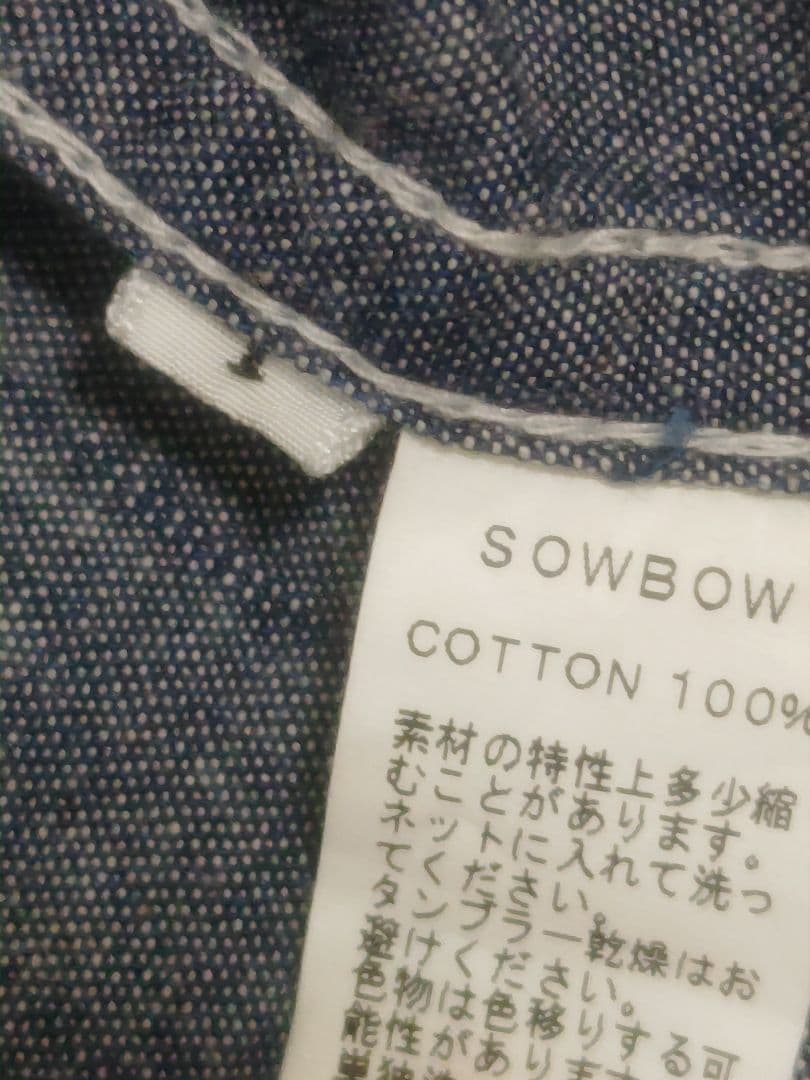 SOWBOW
COTTON 100%
素材の特性上多少縮
むことがあります。
ネットに入れて洗っ
てください。
タンブラー乾燥はお
避けください。
色物は色移りする可
能性があります